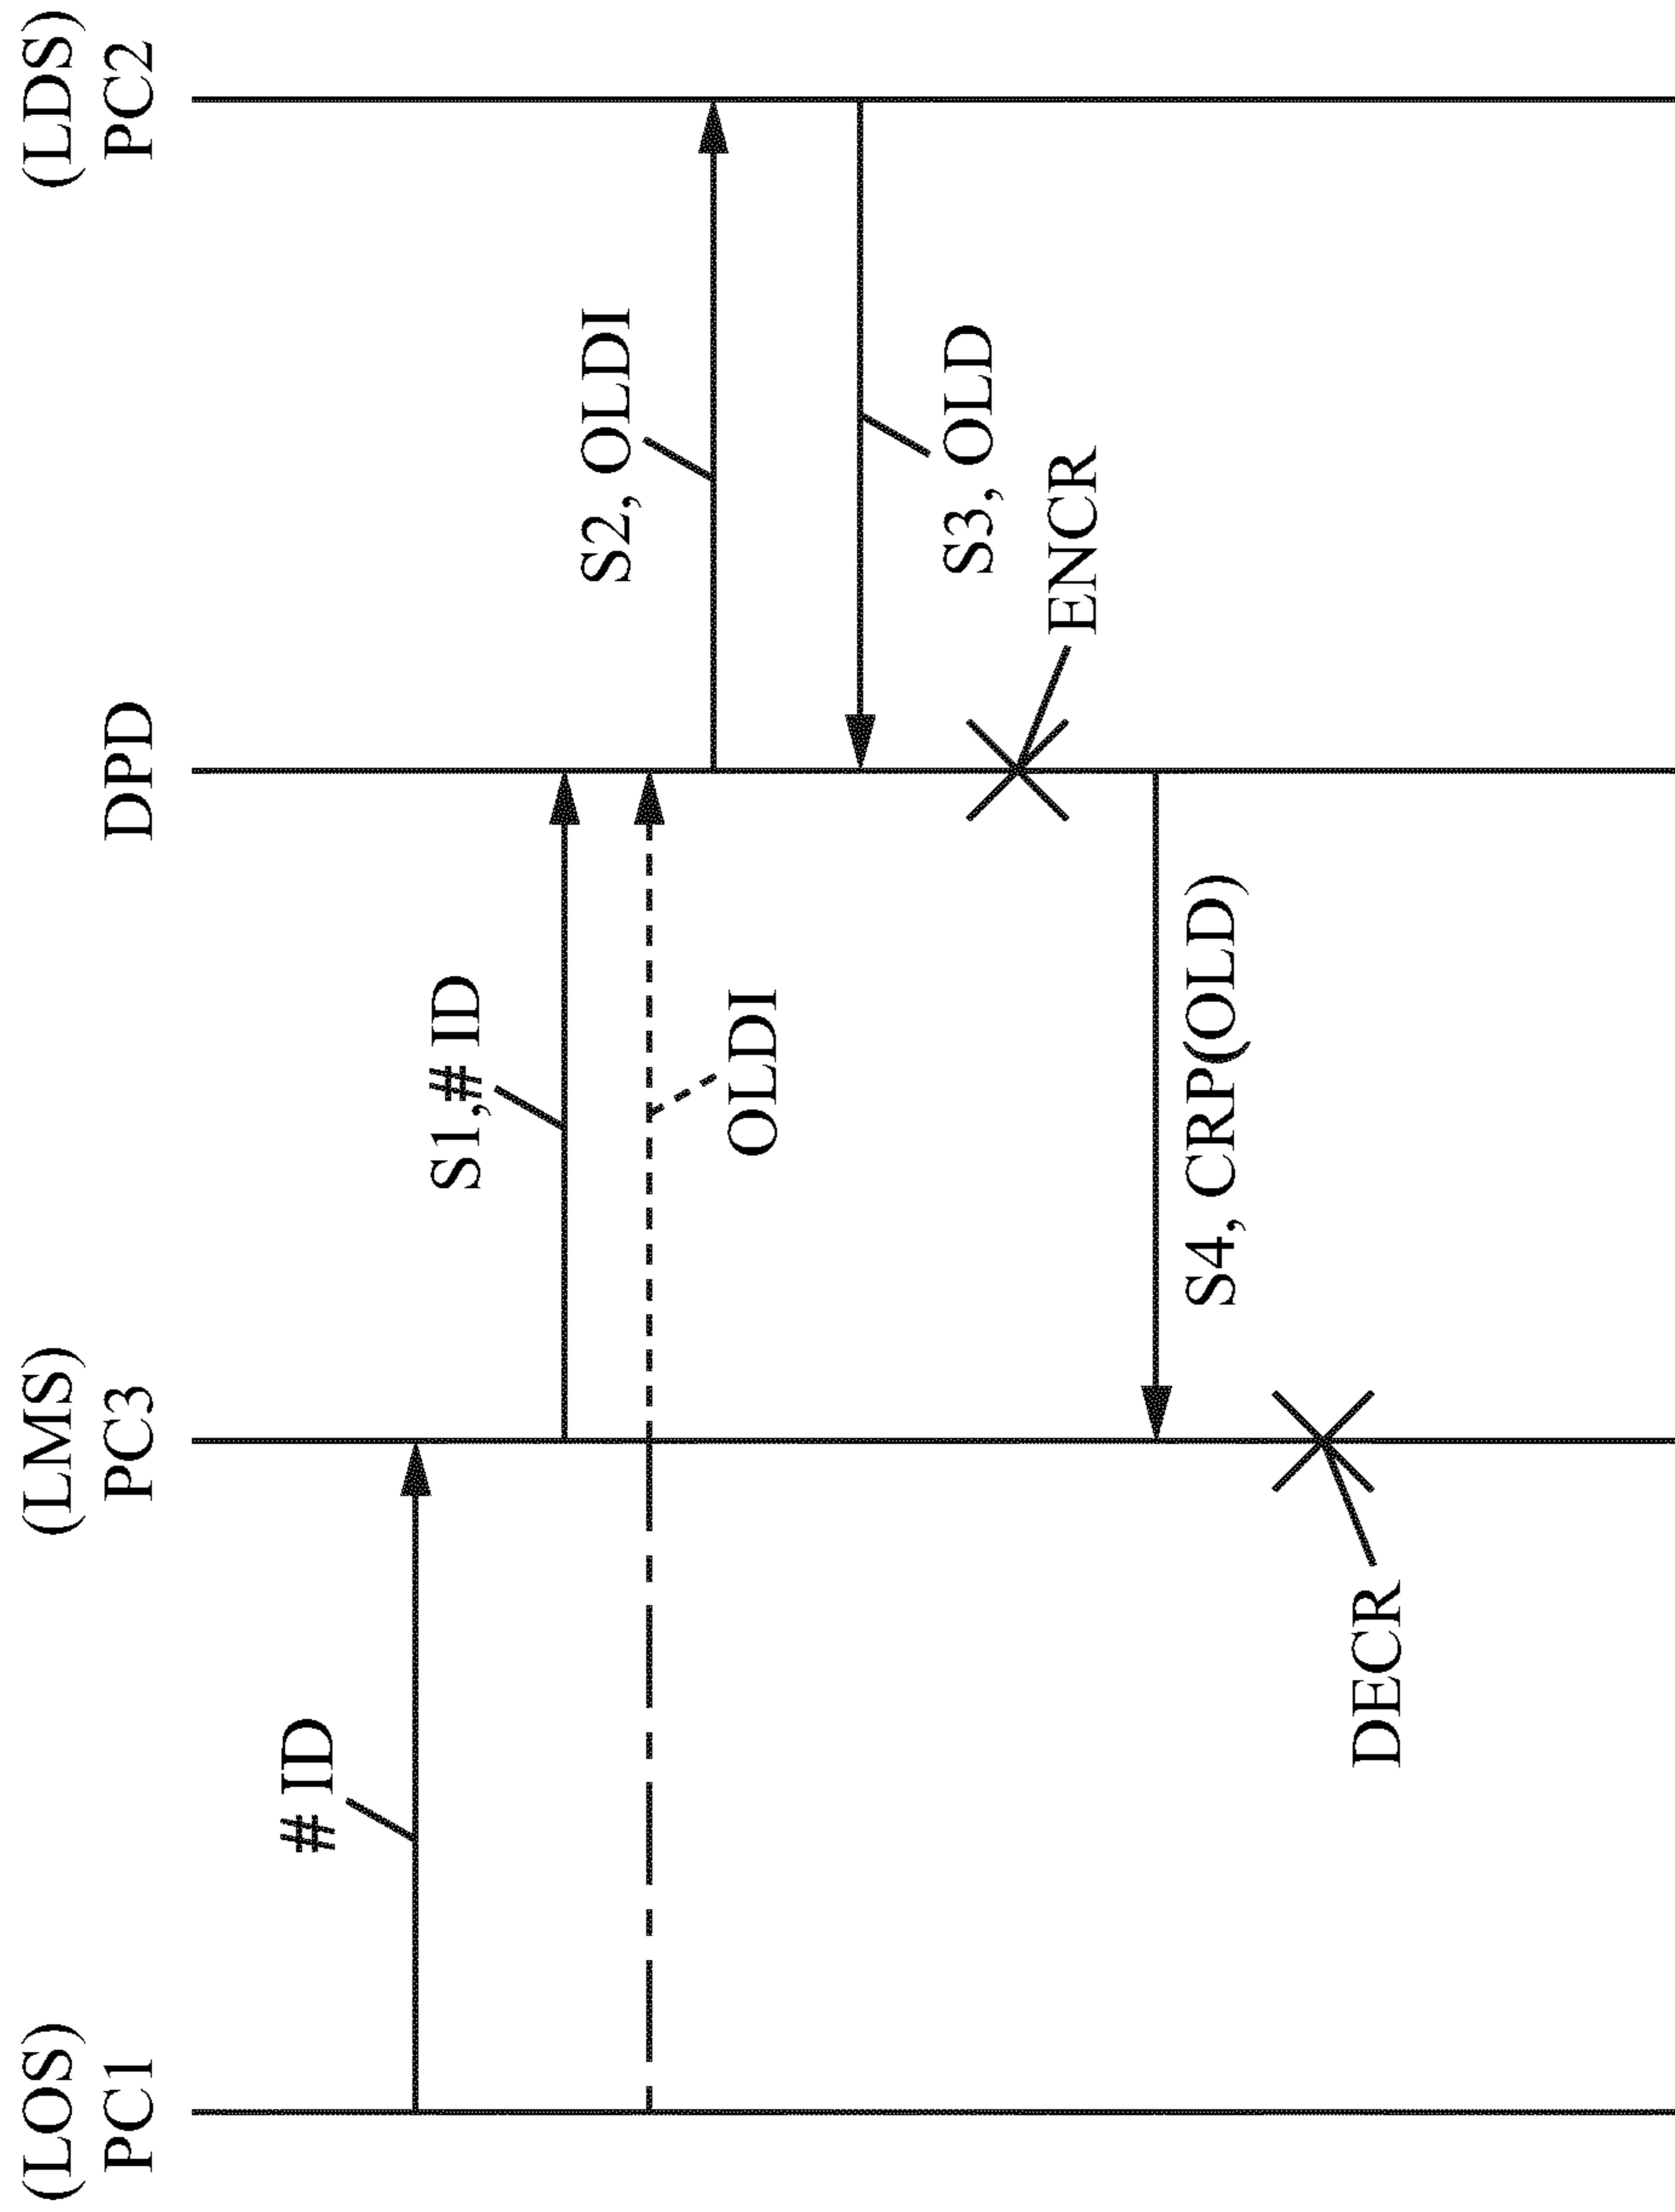 (LOS)
PC1
(LMS)
PC3
DPD
(LDS)
PC2
# ID
S1,# ID
OLDI
S2, OLDI
S3, OLD
ENCR
S4, CRP(OLD)
DECR